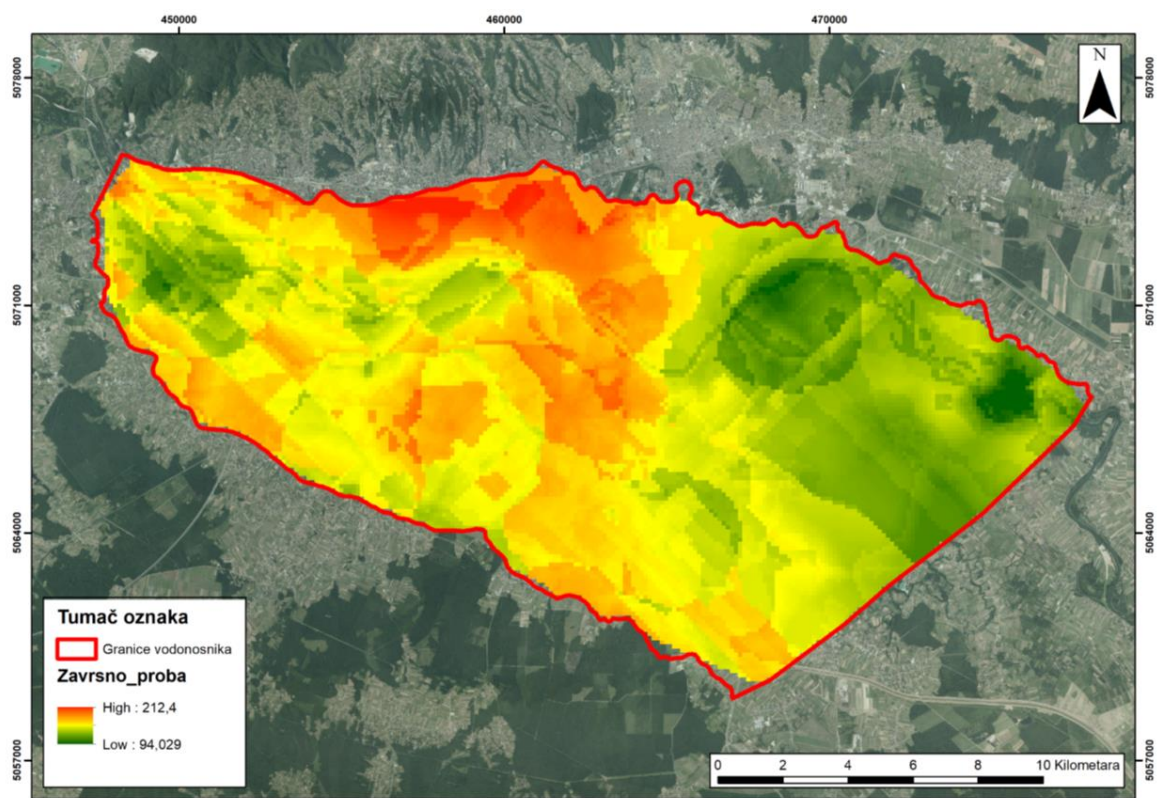 450000 460000 470000
5078000 5078000
N
5071000 5071000
5064000 5064000
5057000 5057000
Tumač oznaka
Granice vodonosnika
Zavrsno_proba
High : 212,4
Low : 94,029
0 2 4 6 8 10 Kilometara